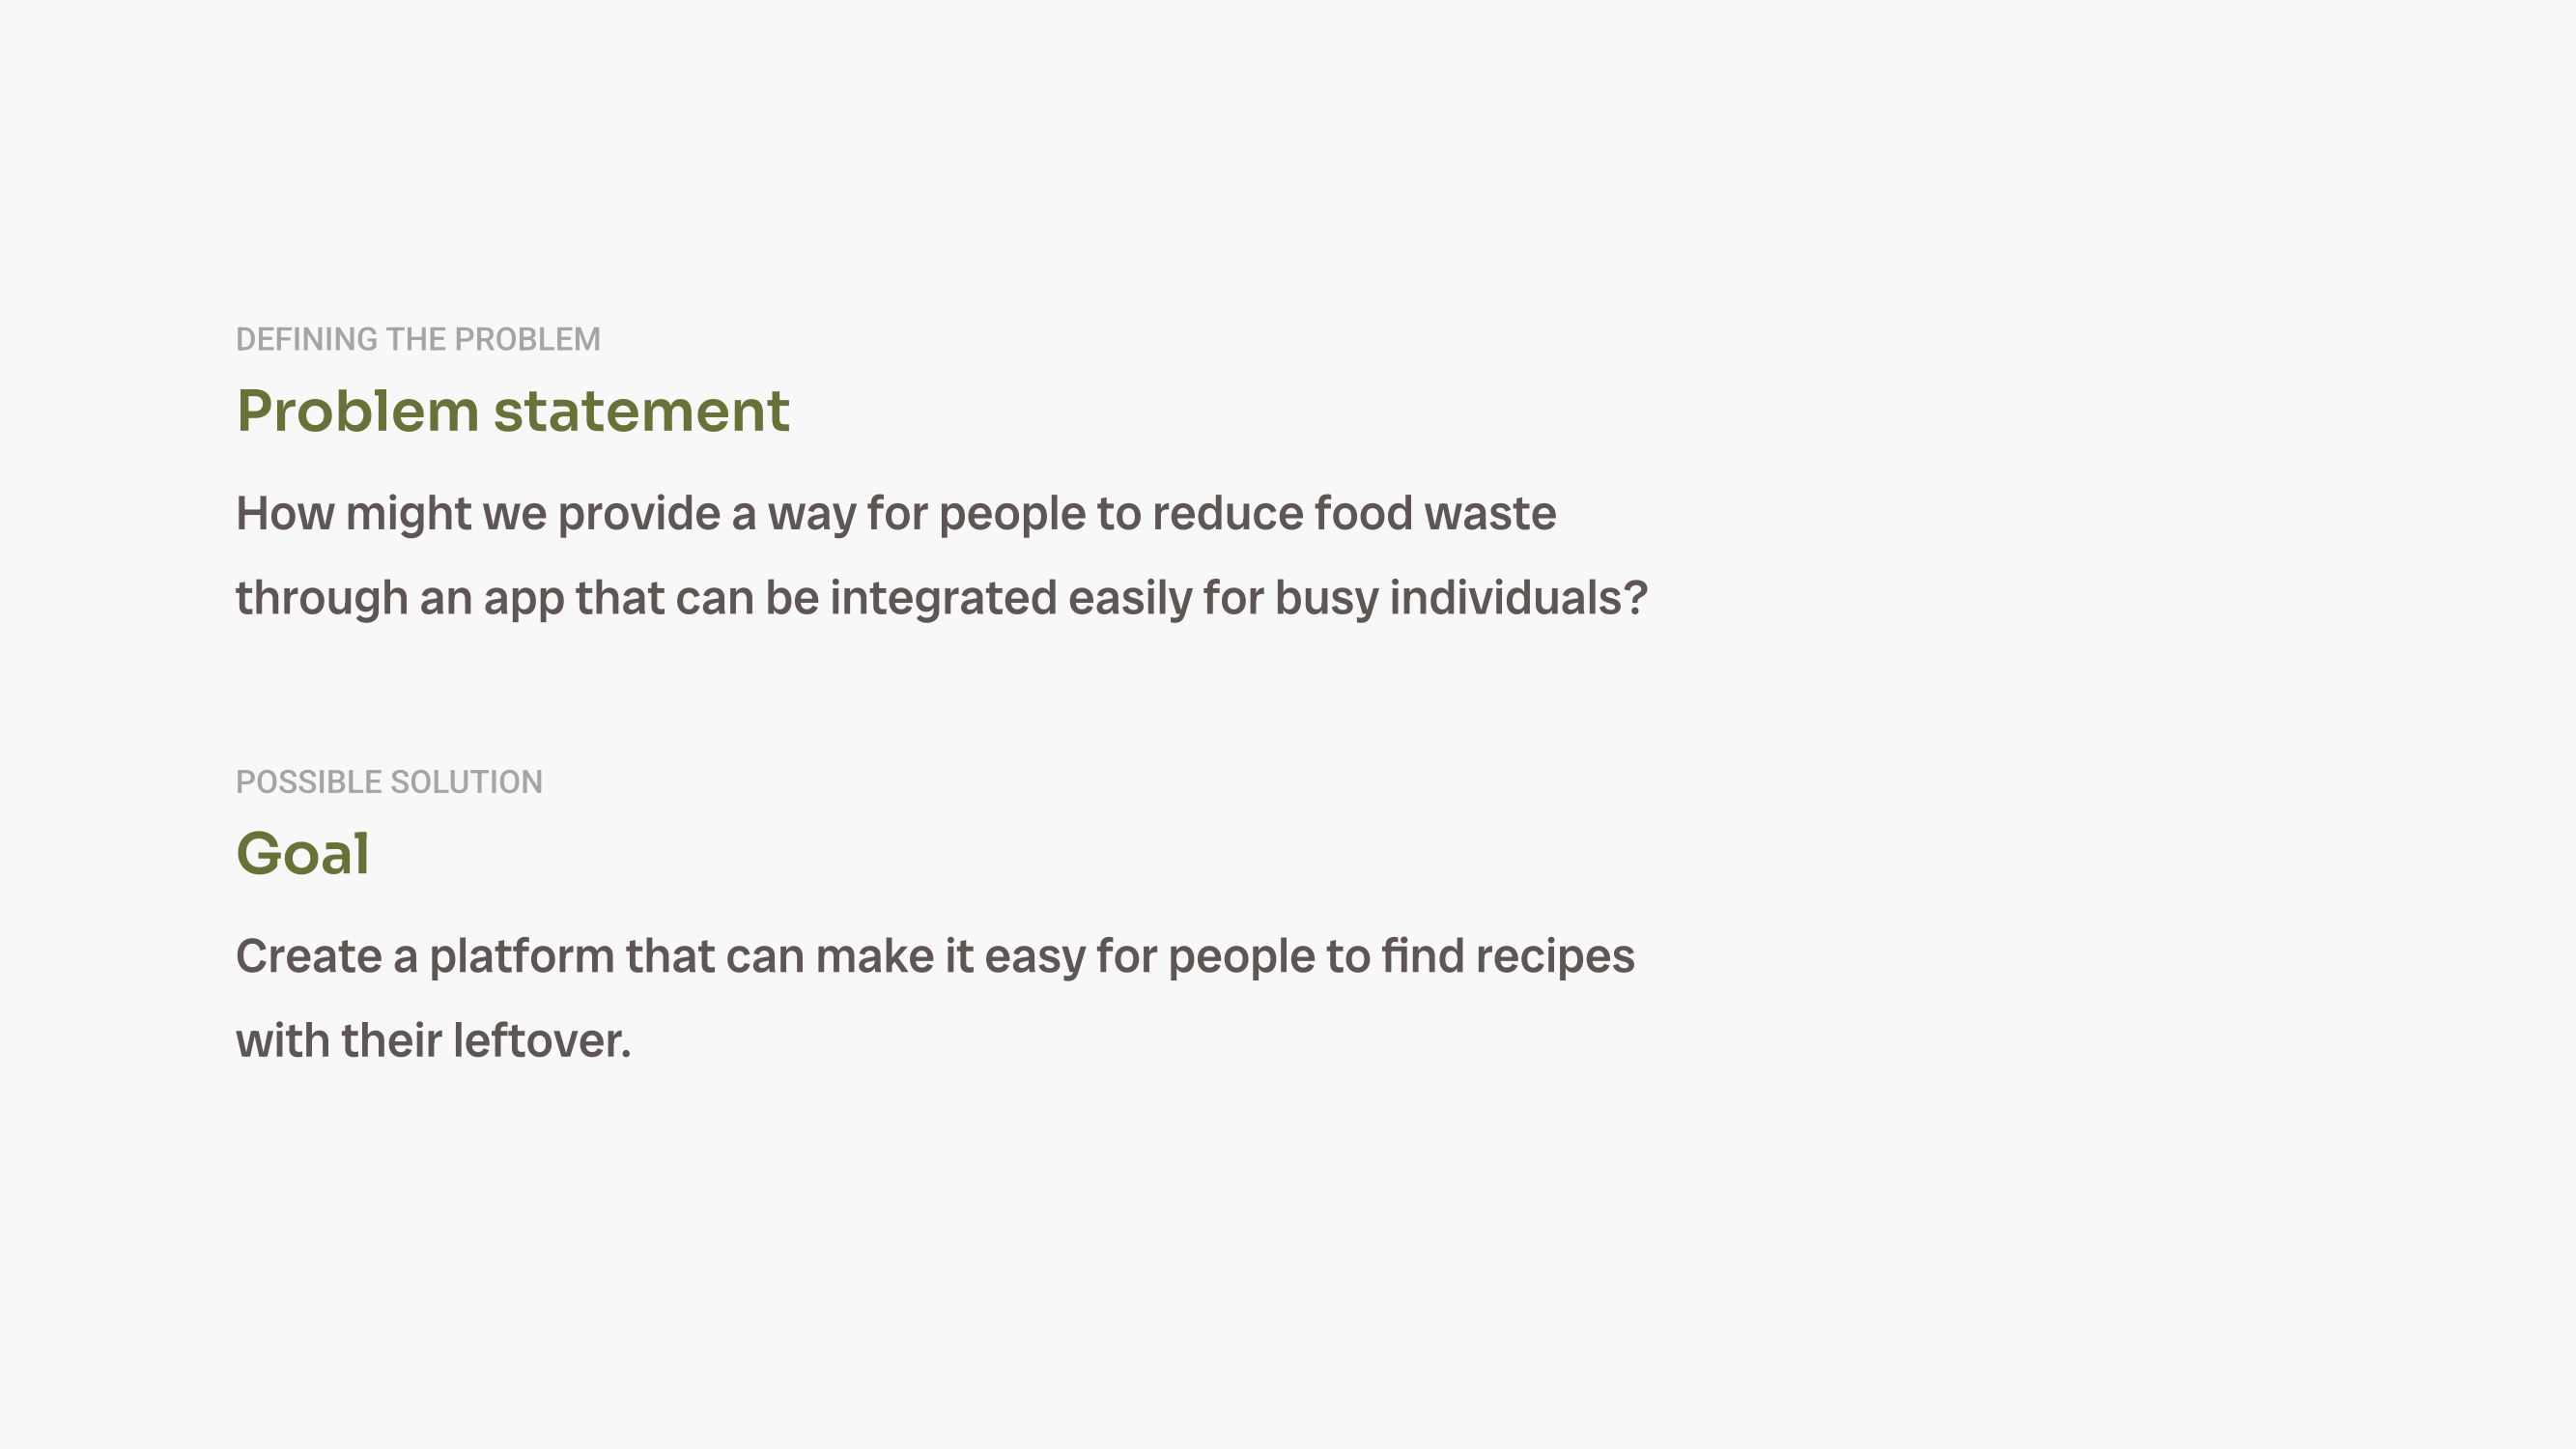 DEFINING THE PROBLEM
Problem statement
How might we provide a way for people to reduce food waste
through an app that can be integrated easily for busy individuals?
POSSIBLE SOLUTION
Goal
Create a platform that can make it easy for people to find recipes
with their leftover.